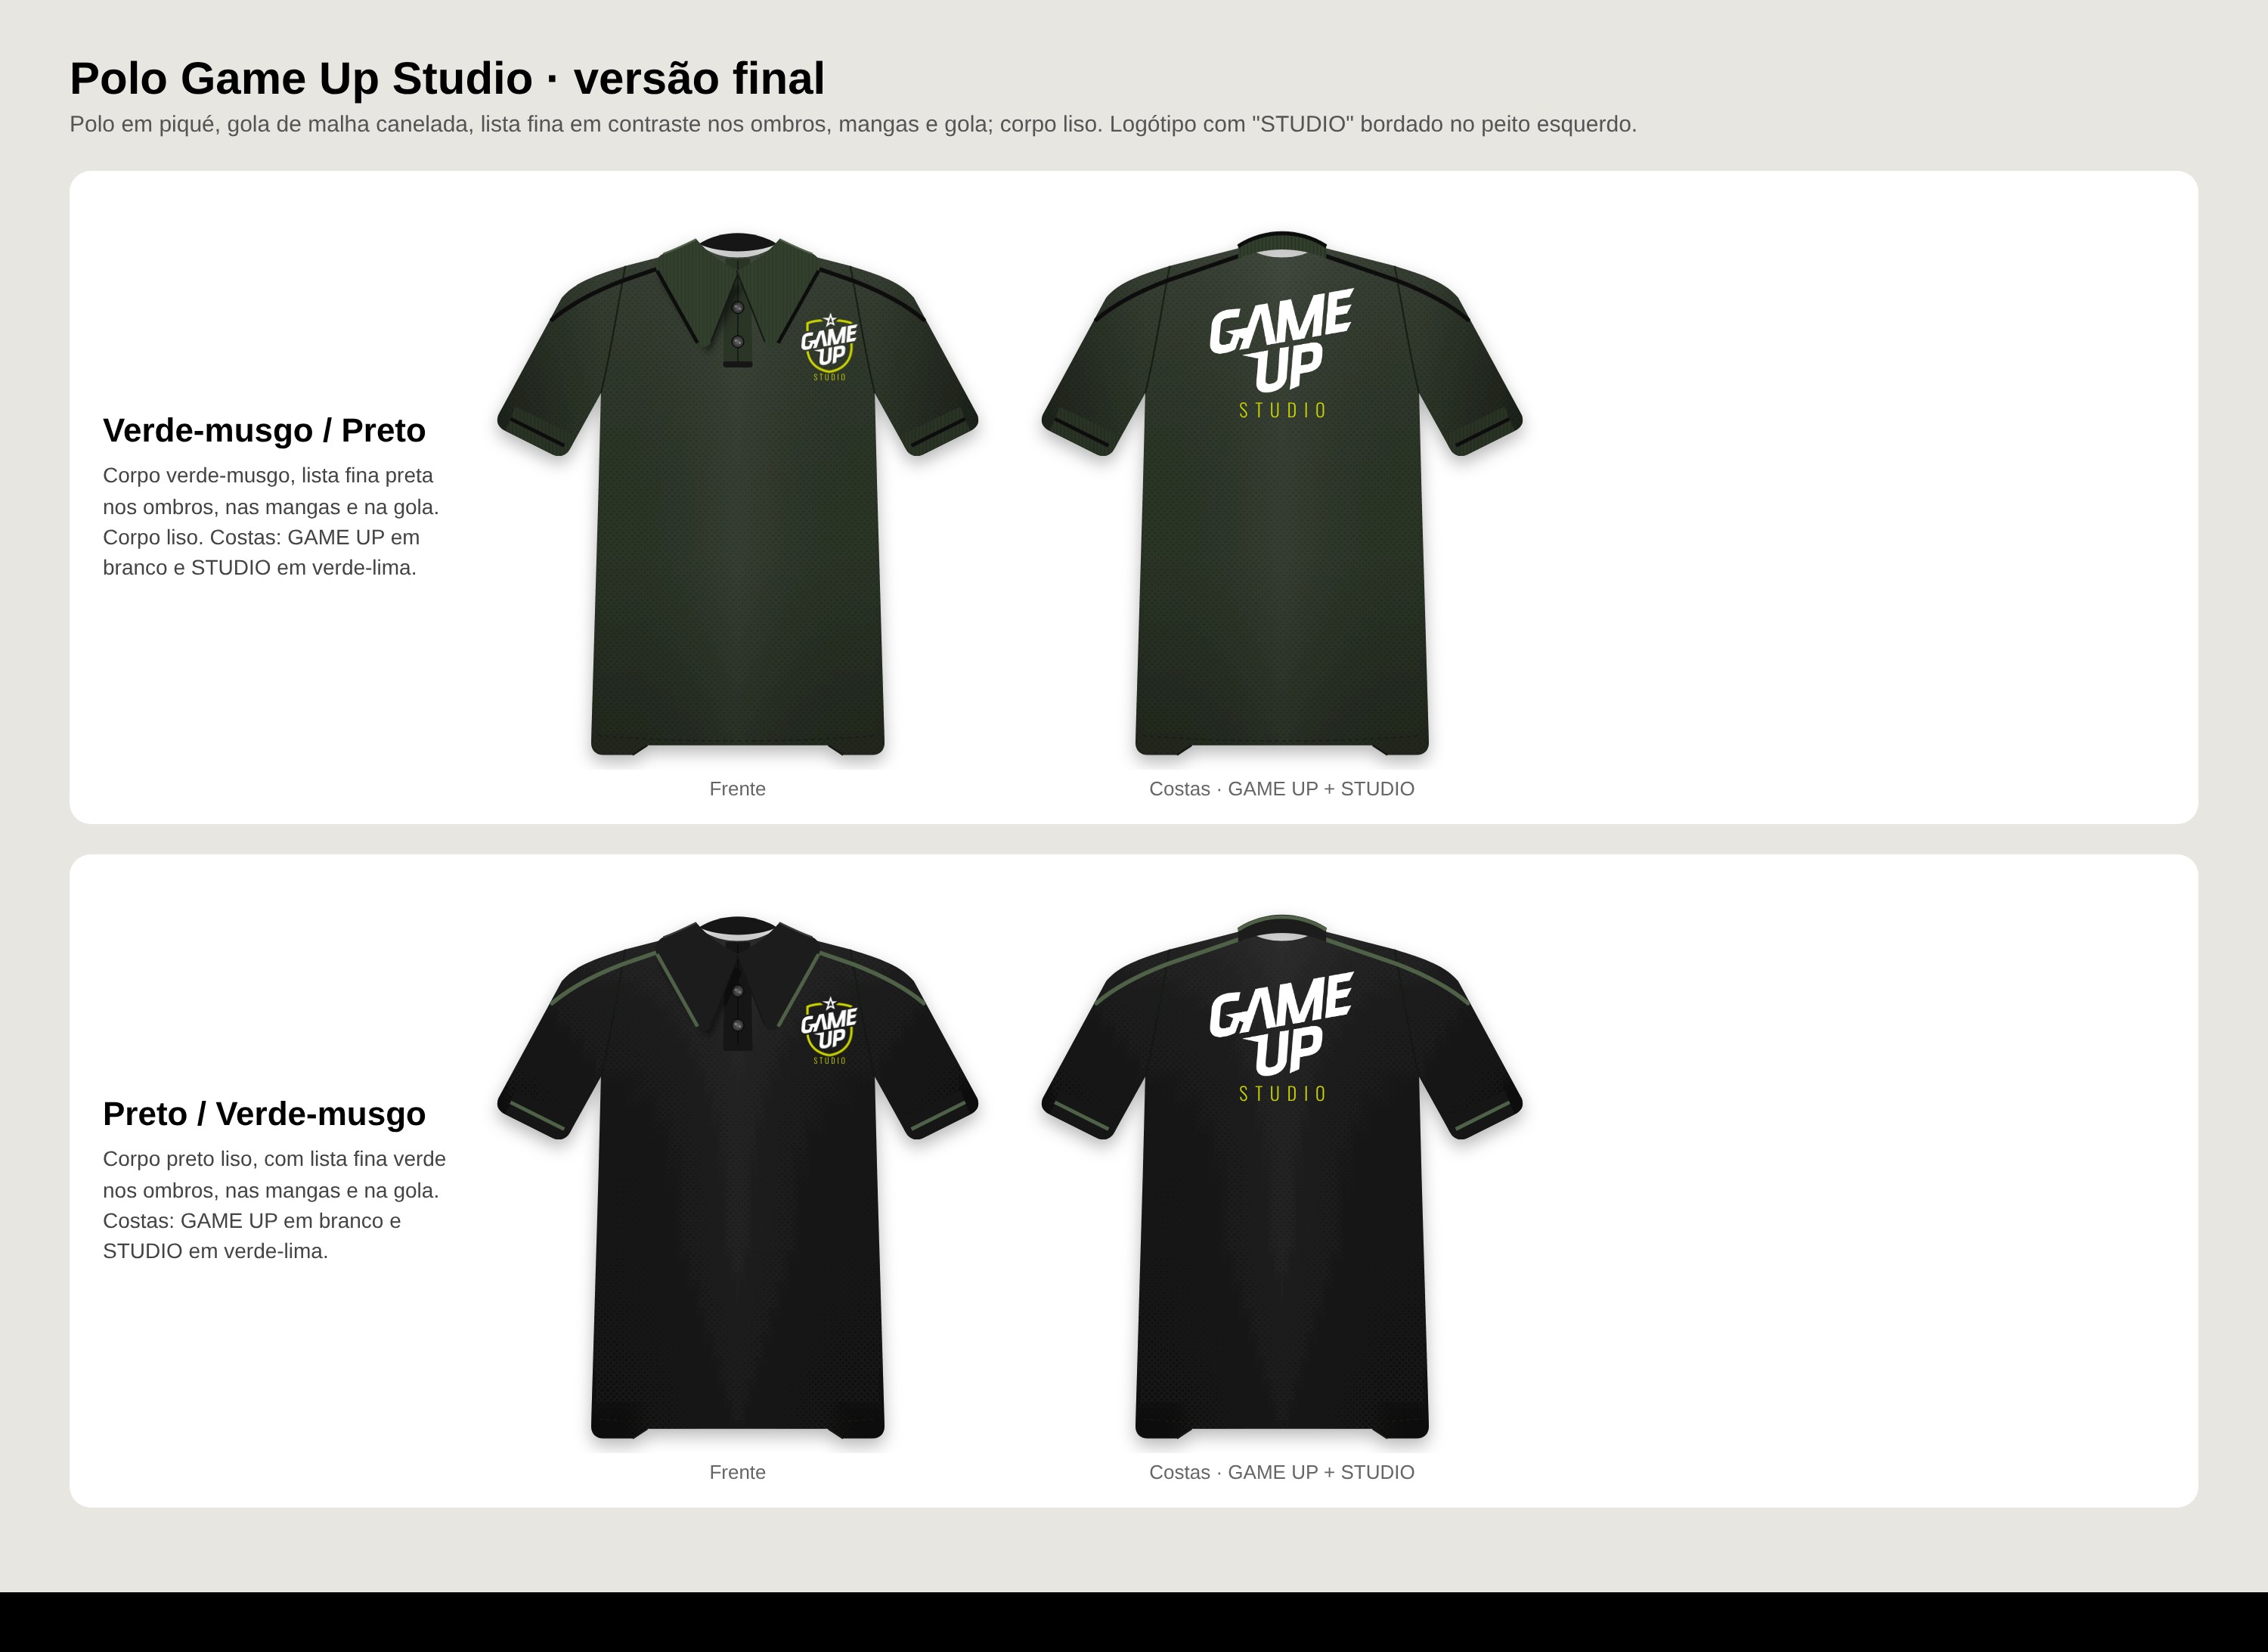 Polo Game Up Studio · versão final
Polo em piqué, gola de malha canelada, lista fina em contraste nos ombros, mangas e gola; corpo liso. Logótipo com "STUDIO" bordado no peito esquerdo.
GAME
UP
STUDIO
GAME
UP
STUDIO
Verde-musgo / Preto
Corpo verde-musgo, lista fina preta
nos ombros, nas mangas e na gola.
Corpo liso. Costas: GAME UP em
branco e STUDIO em verde-lima.
Frente
Costas · GAME UP + STUDIO
GAME
UP
STUDIO
GAME
UP
STUDIO
Preto / Verde-musgo
Corpo preto liso, com lista fina verde
nos ombros, nas mangas e na gola.
Costas: GAME UP em branco e
STUDIO em verde-lima.
Frente
Costas · GAME UP + STUDIO